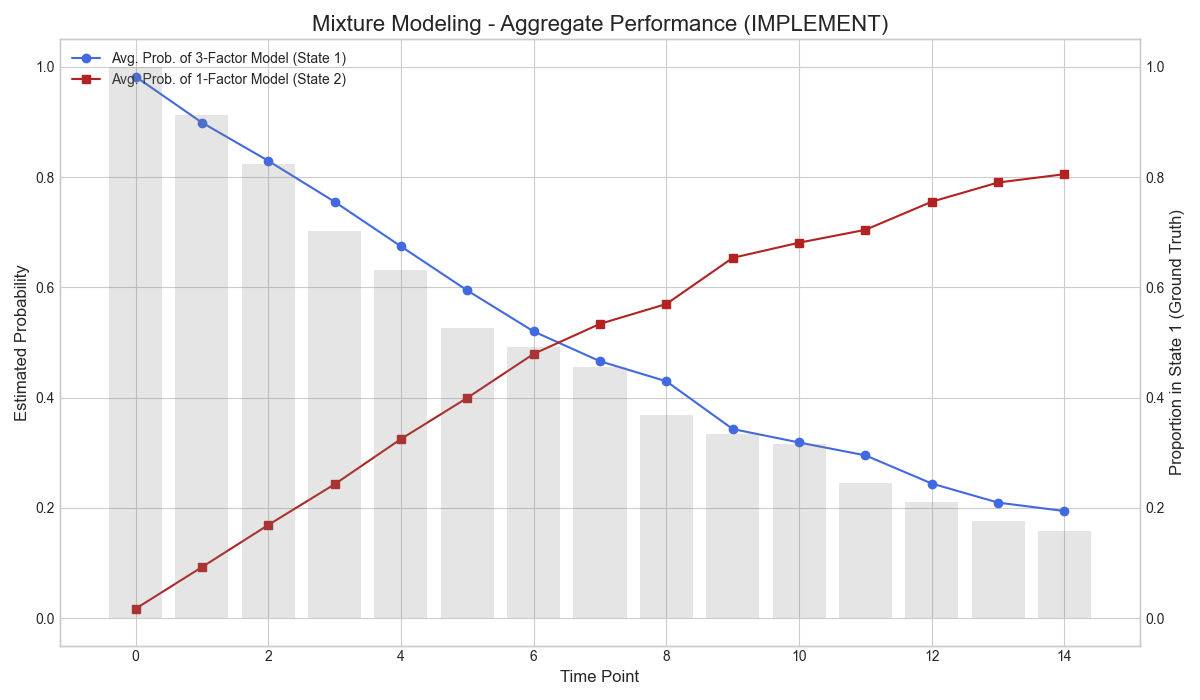 Mixture Modeling - Aggregate Performance (IMPLEMENT)
Avg. Prob. of 3-Factor Model (State 1)
Avg. Prob. of 1-Factor Model (State 2)
Estimated Probability
1.0
0.8
0.6
0.4
0.2
0.0
1.0
0.8
0.6
0.4
0.2
0.0
Proportion in State 1 (Ground Truth)
0 2 4 6 8 10 12 14
Time Point